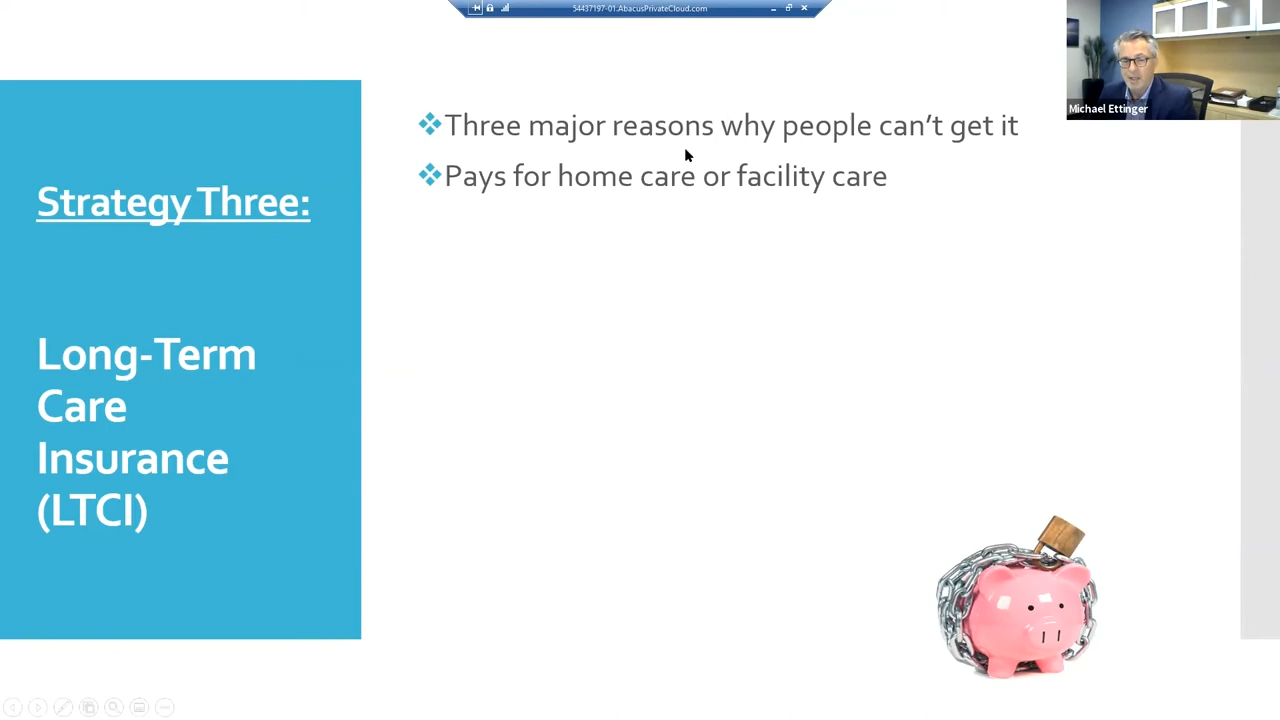 54437197-01.AbacusPrivateCloud.com
Michael Ettinger
Strategy Three:
Long-Term
Care
Insurance
(LTCI)
Three major reasons why people can’t get it
Pays for home care or facility care